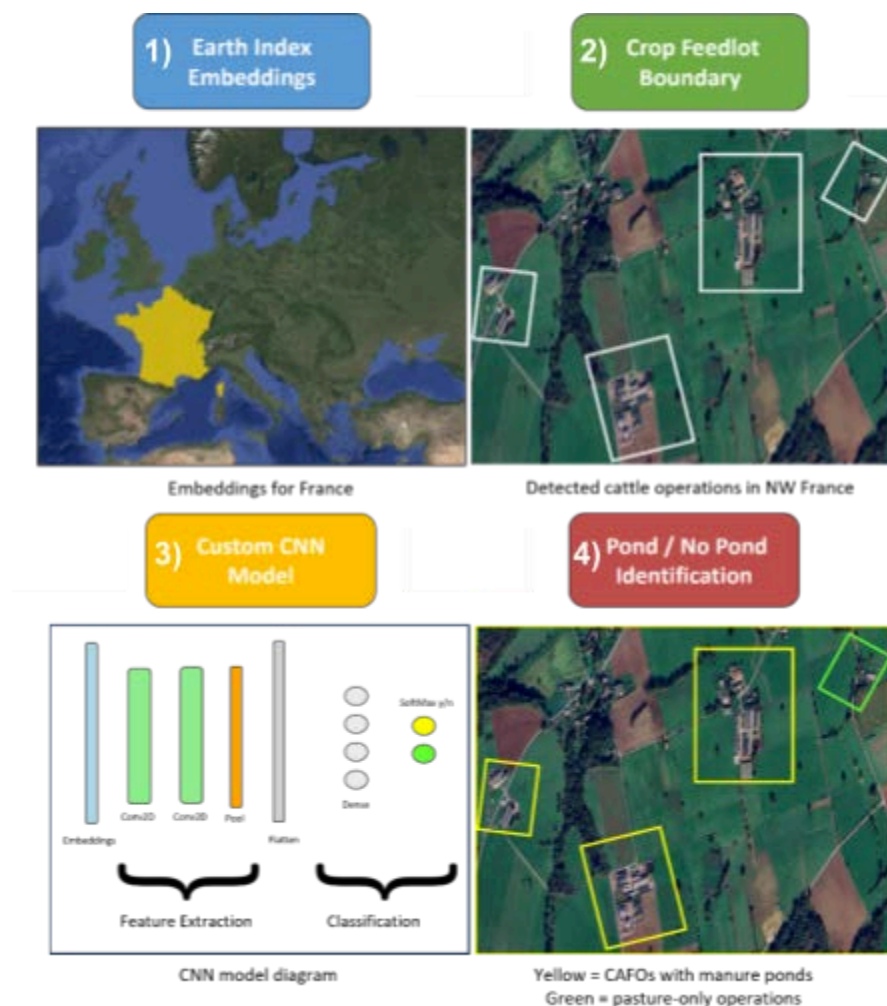 1) Earth Index
Embeddings
2) Crop Feedlot
Boundary
Embeddings for France
Detected cattle operations in NW France
3) Custom CNN
Model
4) Pond / No Pond
Identification
SoftMax y/n
Dense
Conv2D
Conv2D
Pool
Embeddings
Flatten
Feature Extraction
Classification
CNN model diagram
Yellow = CAFOs with manure ponds
Green = pasture-only operations